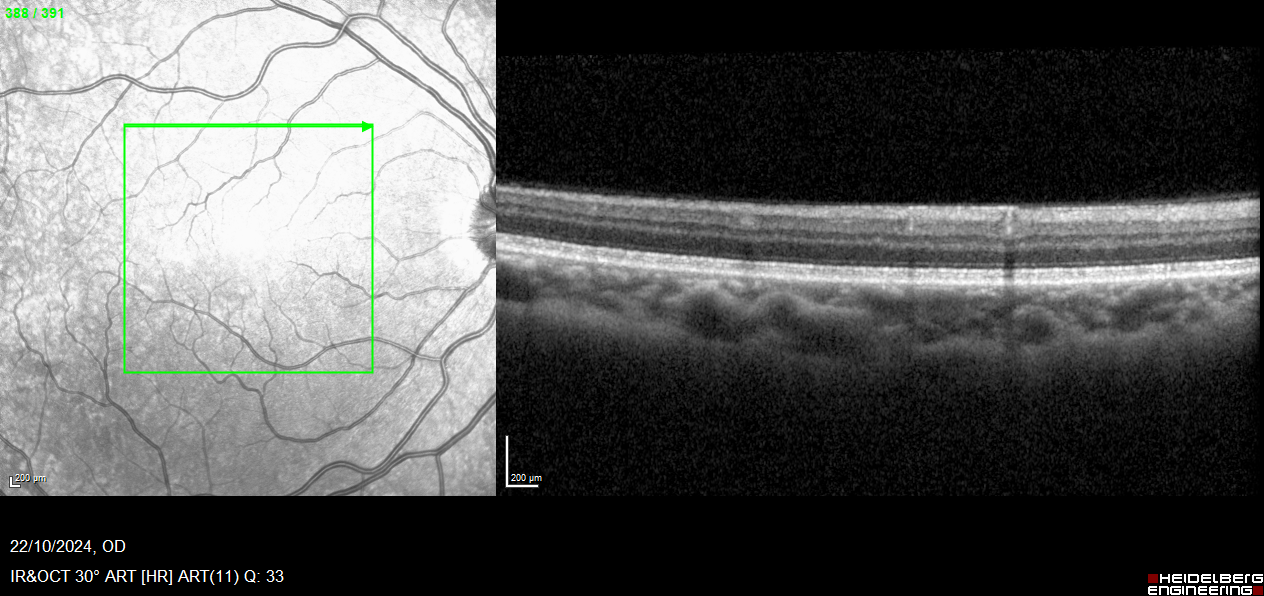 388 / 391
200 µm
200 µm
22/10/2024, OD
IR&OCT 30° ART [HR] ART(11) Q: 33
HEIDELBERG
ENGINEERING